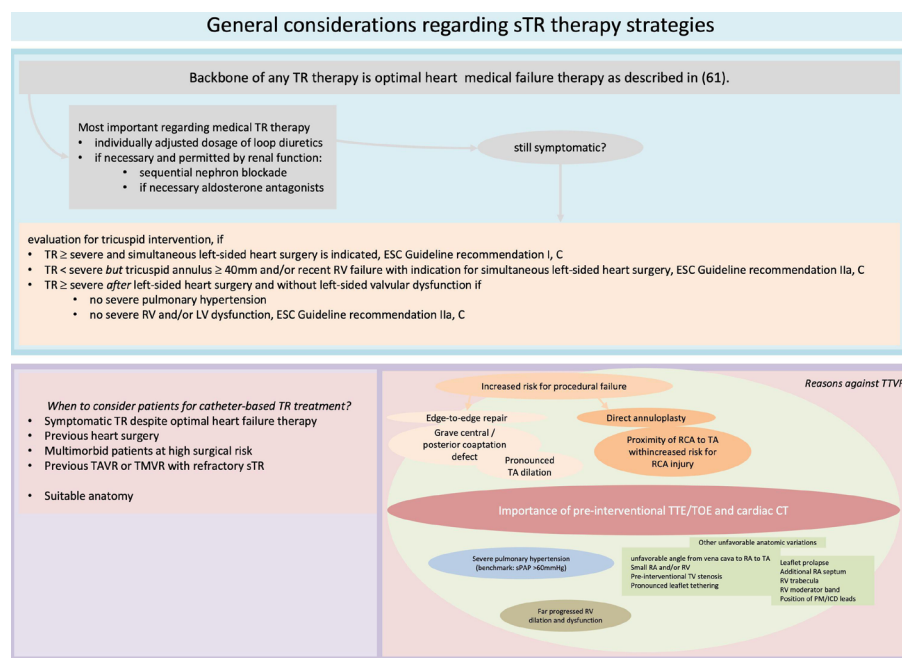 General considerations regarding sTR therapy strategies
Backbone of any TR therapy is optimal heart medical failure therapy as described in (61).
Most important regarding medical TR therapy
• individually adjusted dosage of loop diuretics
• if necessary and permitted by renal function:
• sequential nephron blockade
• if necessary aldosterone antagonists
still symptomatic?
evaluation for tricuspid intervention, if
• TR ≥ severe and simultaneous left-sided heart surgery is indicated, ESC Guideline recommendation I, C
• TR < severe but tricuspid annulus ≥ 40mm and/or recent RV failure with indication for simultaneous left-sided heart surgery, ESC Guideline recommendation IIa, C
• TR ≥ severe after left-sided heart surgery and without left-sided valvular dysfunction if
• no severe pulmonary hypertension
• no severe RV and/or LV dysfunction, ESC Guideline recommendation IIa, C
When to consider patients for catheter-based TR treatment?
• Symptomatic TR despite optimal heart failure therapy
• Previous heart surgery
• Multimorbid patients at high surgical risk
• Previous TAVR or TMVR with refractory sTR
• Suitable anatomy
Reasons against TTVR
Increased risk for procedural failure
Edge-to-edge repair
Grave central /
posterior coaptation
defect
Pronounced
TA dilation
Direct annuloplasty
Proximity of RCA to TA
withincreased risk for
RCA injury
Importance of pre-interventional TTE/TOE and cardiac CT
Severe pulmonary hypertension
(benchmark: sPAP >60mmHg)
Far progressed RV
dilation and dysfunction
Other unfavorable anatomic variations
unfavorable angle from vena cava to RA to TA
Small RA and/or RV
Pre-interventional TV stenosis
Pronounced leaflet tethering
Leaflet prolapse
Additional RA septum
RV trabecula
RV moderator band
Position of PM/ICD leads